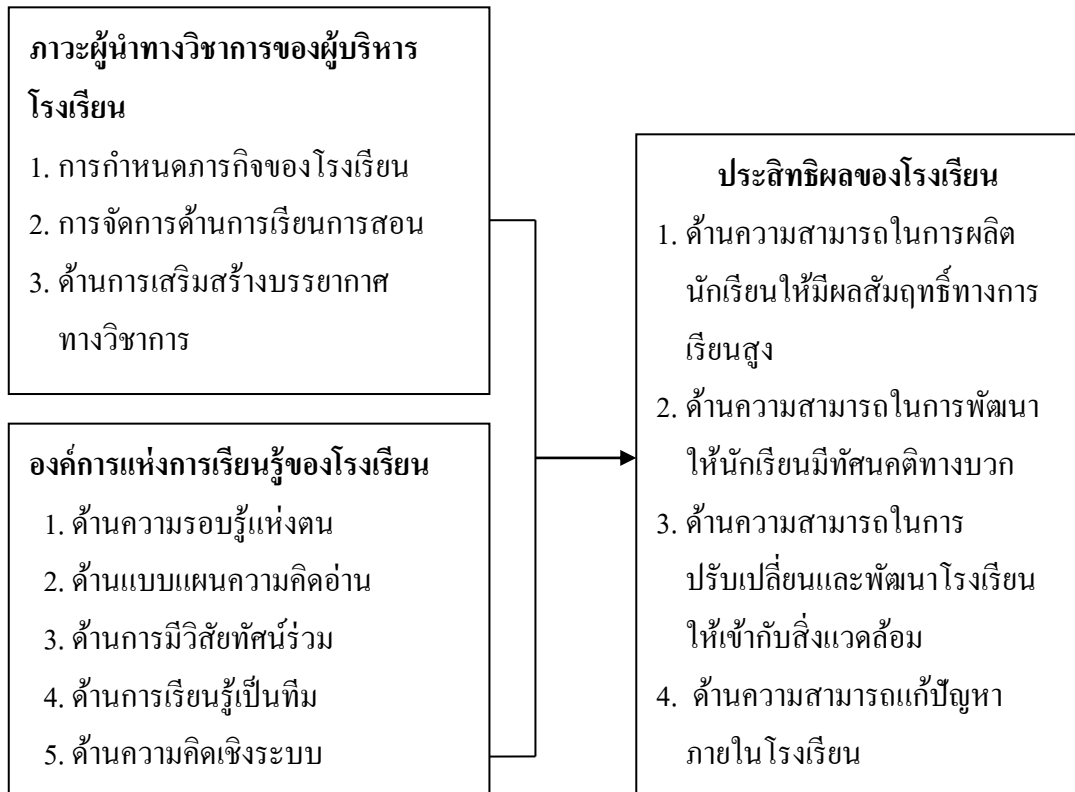 ภาวะผู้นำทางวิชาการของผู้บริหาร
โรงเรียน
1. การกำหนดภารกิจของโรงเรียน
2. การจัดการด้านการเรียนการสอน
3. ด้านการเสริมสร้างบรรยากาศ
ทางวิชาการ
องค์การแห่งการเรียนรู้ของโรงเรียน
1. ด้านความรอบรู้แห่งตน
2. ด้านแบบแผนความคิดอ่าน
3. ด้านการมีวิสัยทัศน์ร่วม
4. ด้านการเรียนรู้เป็นทีม
5. ด้านความคิดเชิงระบบ
ประสิทธิผลของโรงเรียน
1. ด้านความสามารถในการผลิต
นักเรียนให้มีผลสัมฤทธิ์ทางการ
เรียนสูง
2. ด้านความสามารถในการพัฒนา
ให้นักเรียนมีทัศนคติทางบวก
3. ด้านความสามารถในการ
ปรับเปลี่ยนและพัฒนาโรงเรียน
ให้เข้ากับสิ่งแวดล้อม
4. ด้านความสามารถแก้ปัญหา
ภายในโรงเรียน